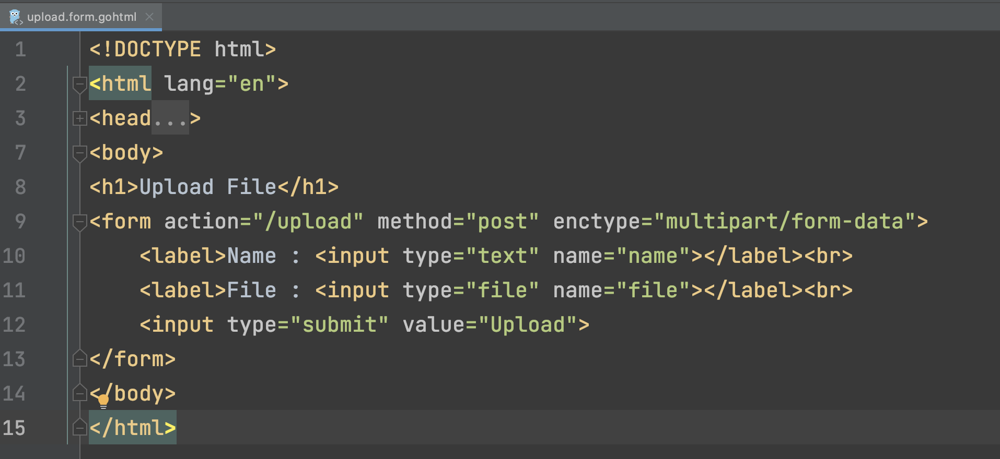 upload.form.gohtml
1 <!DOCTYPE html>
2 <html lang="en">
3 <head...>
7 <body>
8 <h1>Upload File</h1>
9 <form action="/upload" method="post" enctype="multipart/form-data">
10     <label>Name : <input type="text" name="name"></label><br>
11     <label>File : <input type="file" name="file"></label><br>
12     <input type="submit" value="Upload">
13 </form>
14 </body>
15 </html>